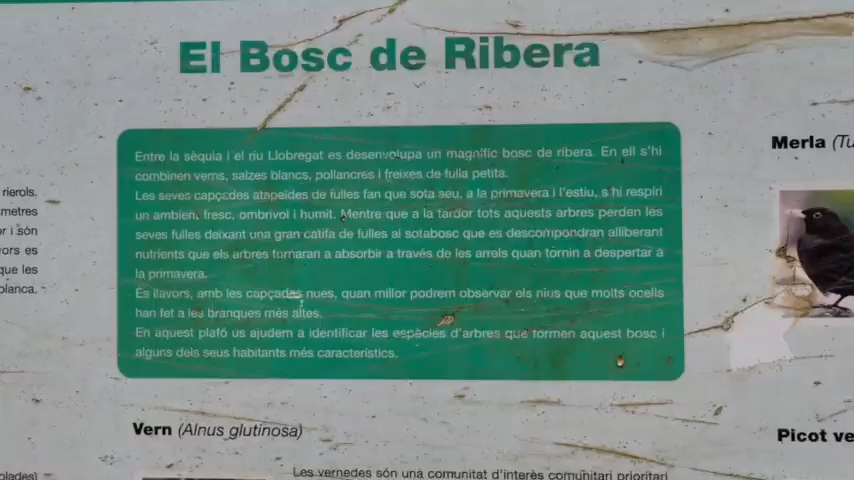 El Bosc de Ribera
Entre la sèquia i el riu Llobregat es desenvolupa un magnífic bosc de ribera. En ell s'hi
combinen verns, salzes blancs, pollancres i freixes de fulla petita.
Les seves capçades atapeïdes de fulles fan que sota seu, a la primavera i l'estiu, s'hi respiri
un ambient fresc, ombrívol i humit. Mentre que a la tardor tots aquests arbres perden les
seves fulles deixant una gran catifa de fulles al sotabosc que es descompondran alliberant
nutrients que els arbres tornaran a absorbir a través de les arrels quan tornin a despertar a
la primavera.
És llavors, amb les capçades nues, quan millor podrem observar els nius que molts ocells
han fet a les branques més altes.
En aquest plafó us ajudem a identificar les espècies d'arbres que formen aquest bosc i
alguns dels seus habitants més característics.
rierols.
metres
r i són
vors es
que les
blanca,
Merla (Tu
Vern (Alnus glutinosa)
Picot ve
Les vernedes són una comunitat d'interès comunitari prioritari
olades)